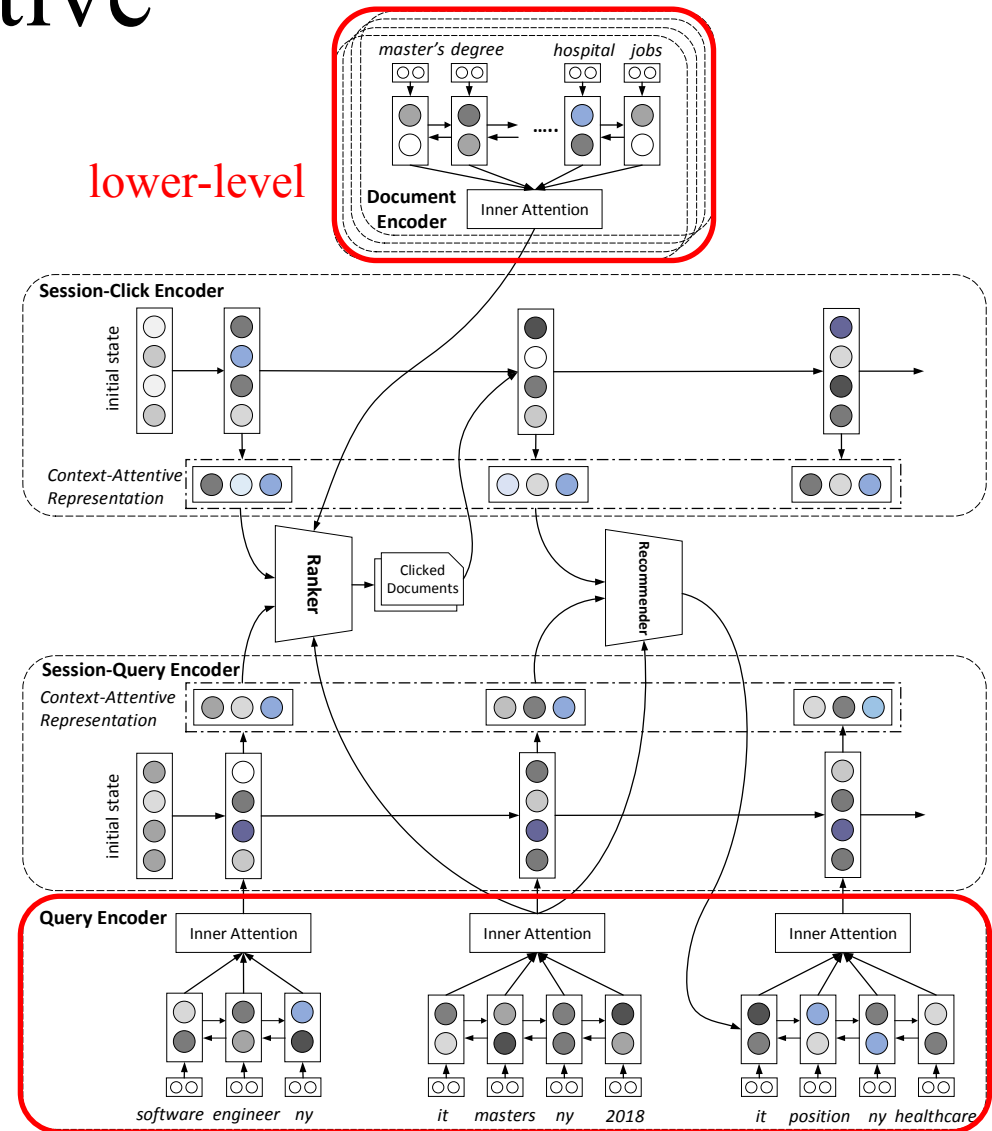 tive
master's degree hospital jobs
.....
lower-level
Document
Encoder
Inner Attention
Session-Click Encoder
initial state
Context-Attentive
Representation
Ranker
Clicked
Documents
Recommender
Session-Query Encoder
Context-Attentive
Representation
initial state
Query Encoder
Inner Attention Inner Attention Inner Attention
software engineer ny it masters ny 2018 it position ny healthcare